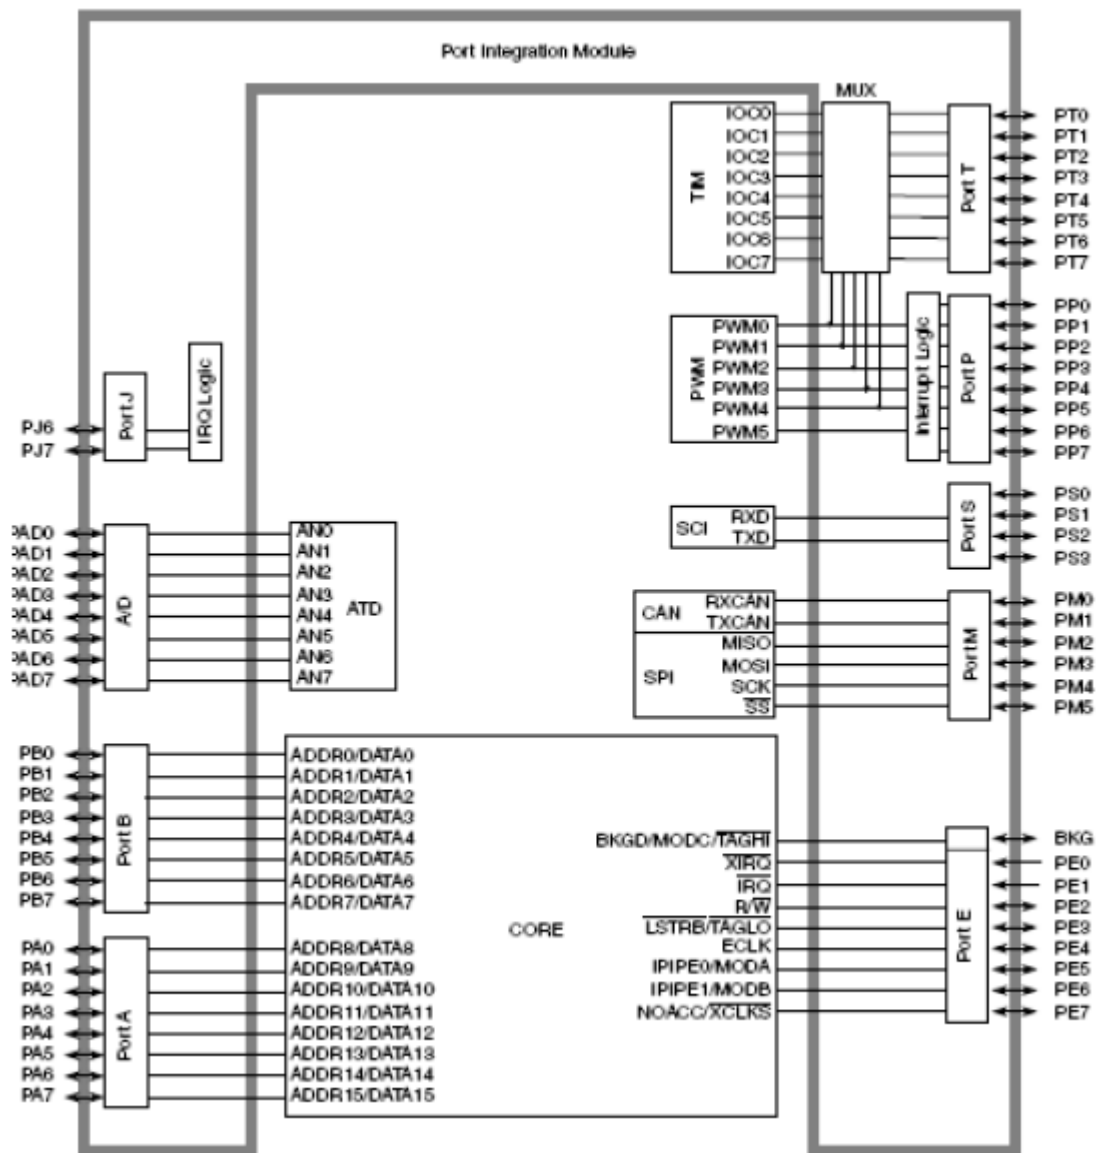 Port Integration Module
MUX
TIM
IOC0
IOC1
IOC2
IOC3
IOC4
IOC5
IOC6
IOC7
Port T
PT0
PT1
PT2
PT3
PT4
PT5
PT6
PT7
PWM
PWM0
PWM1
PWM2
PWM3
PWM4
PWM5
Interrupt Logic
Port P
PP0
PP1
PP2
PP3
PP4
PP5
PP6
PP7
PJ6
PJ7
Port J
IRQ Logic
SCI
RXD
TXD
Port S
PS0
PS1
PS2
PS3
PAD0
PAD1
PAD2
PAD3
PAD4
PAD5
PAD6
PAD7
A/D
AN0
AN1
AN2
AN3
AN4
AN5
AN6
AN7
ATD
CAN
RXCAN
TXCAN
SPI
MISO
MOSI
SCK
SS
Port M
PM0
PM1
PM2
PM3
PM4
PM5
PB0
PB1
PB2
PB3
PB4
PB5
PB6
PB7
Port B
ADDR0/DATA0
ADDR1/DATA1
ADDR2/DATA2
ADDR3/DATA3
ADDR4/DATA4
ADDR5/DATA5
ADDR6/DATA6
ADDR7/DATA7
PA0
PA1
PA2
PA3
PA4
PA5
PA6
PA7
Port A
ADDR8/DATA8
ADDR9/DATA9
ADDR10/DATA10
ADDR11/DATA11
ADDR12/DATA12
ADDR13/DATA13
ADDR14/DATA14
ADDR15/DATA15
CORE
BKGD/MODC/TAGHI
XIRQ
IRQ
R/W
LSTRB/TAGLO
ECLK
IPIPE0/MODA
IPIPE1/MODB
NOACC/XCLKS
Port E
BKG
PE0
PE1
PE2
PE3
PE4
PE5
PE6
PE7